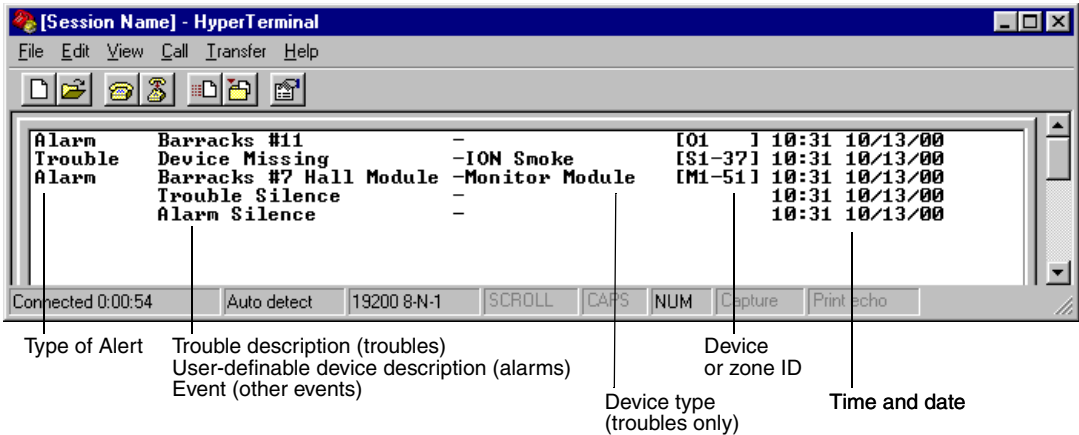 [Session Name] - HyperTerminal
File Edit View Call Transfer Help
Alarm Barracks #11 - [01 ] 10:31 10/13/00
Trouble Device Missing -ION Smoke [S1-37] 10:31 10/13/00
Alarm Barracks #7 Hall Module -Monitor Module [M1-51] 10:31 10/13/00
Trouble Silence - 10:31 10/13/00
Alarm Silence - 10:31 10/13/00
Connected 0:00:54 Auto detect 19200 8-N-1 SCROLL CAPS NUM Capture Print echo
Type of Alert
Trouble description (troubles)
User-definable device description (alarms)
Event (other events)
Device type
(troubles only)
Device
or zone ID
Time and date